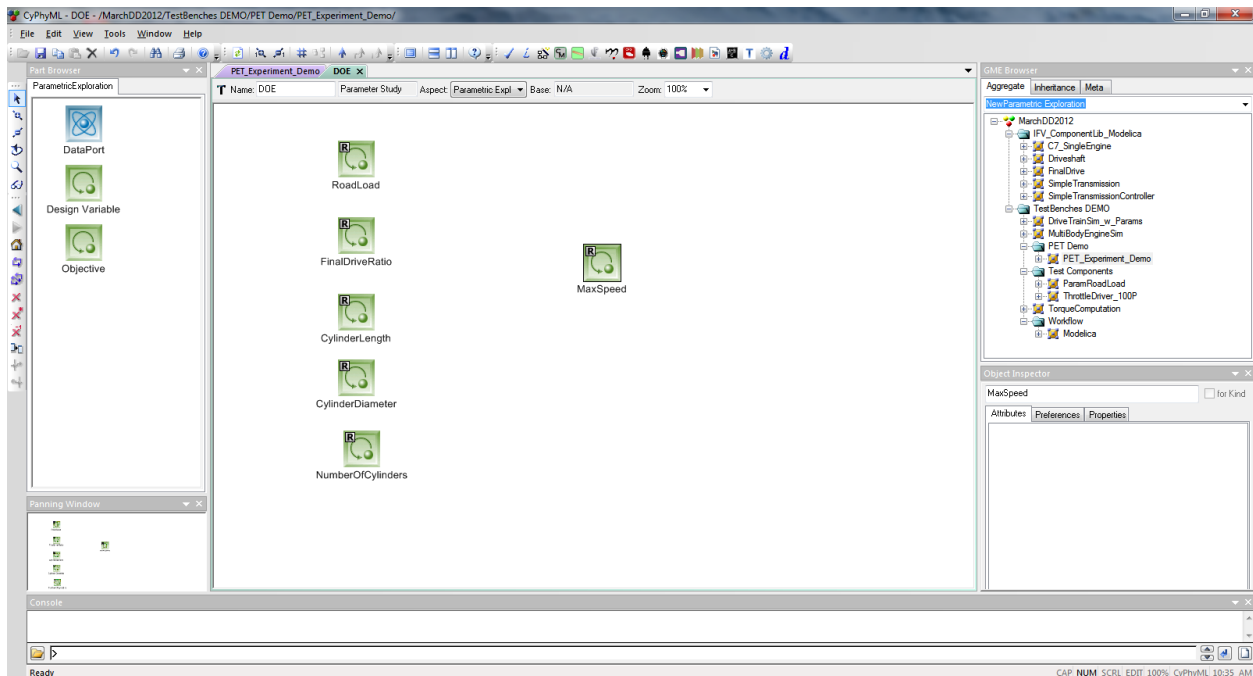 CyPhyML - DOE - /MarchDD2012/TestBenches DEMO/PET Demo/PET_Experiment_Demo/
File Edit View Tools Window Help
Part Browser
ParametricExploration
DataPort
Design Variable
Objective
Panning Window
PET_Experiment_Demo DOE
Name: DOE Parameter Study Aspect: Parametric Expl Base: N/A Zoom: 100%
R
RoadLoad
R
FinalDriveRatio
R
MaxSpeed
R
CylinderLength
R
CylinderDiameter
R
NumberOfCylinders
GME Browser
Aggregate Inheritance Meta
NewParametric Exploration
MarchDD2012
IFV_ComponentLib_Modelica
C7_SingleEngine
Driveshaft
FinalDrive
SimpleTransmission
SimpleTransmissionController
TestBenches DEMO
DriveTrainSim_w_Params
MultiBodyEngineSim
PET Demo
PET_Experiment_Demo
Test Components
ParamRoadLoad
ThrottleDriver_100P
TorqueComputation
Workflow
Modelica
Object Inspector
MaxSpeed for Kind
Attributes Preferences Properties
Console
>
Ready CAP NUM SCRL EDIT 100% CyPhyML 10:35 AM